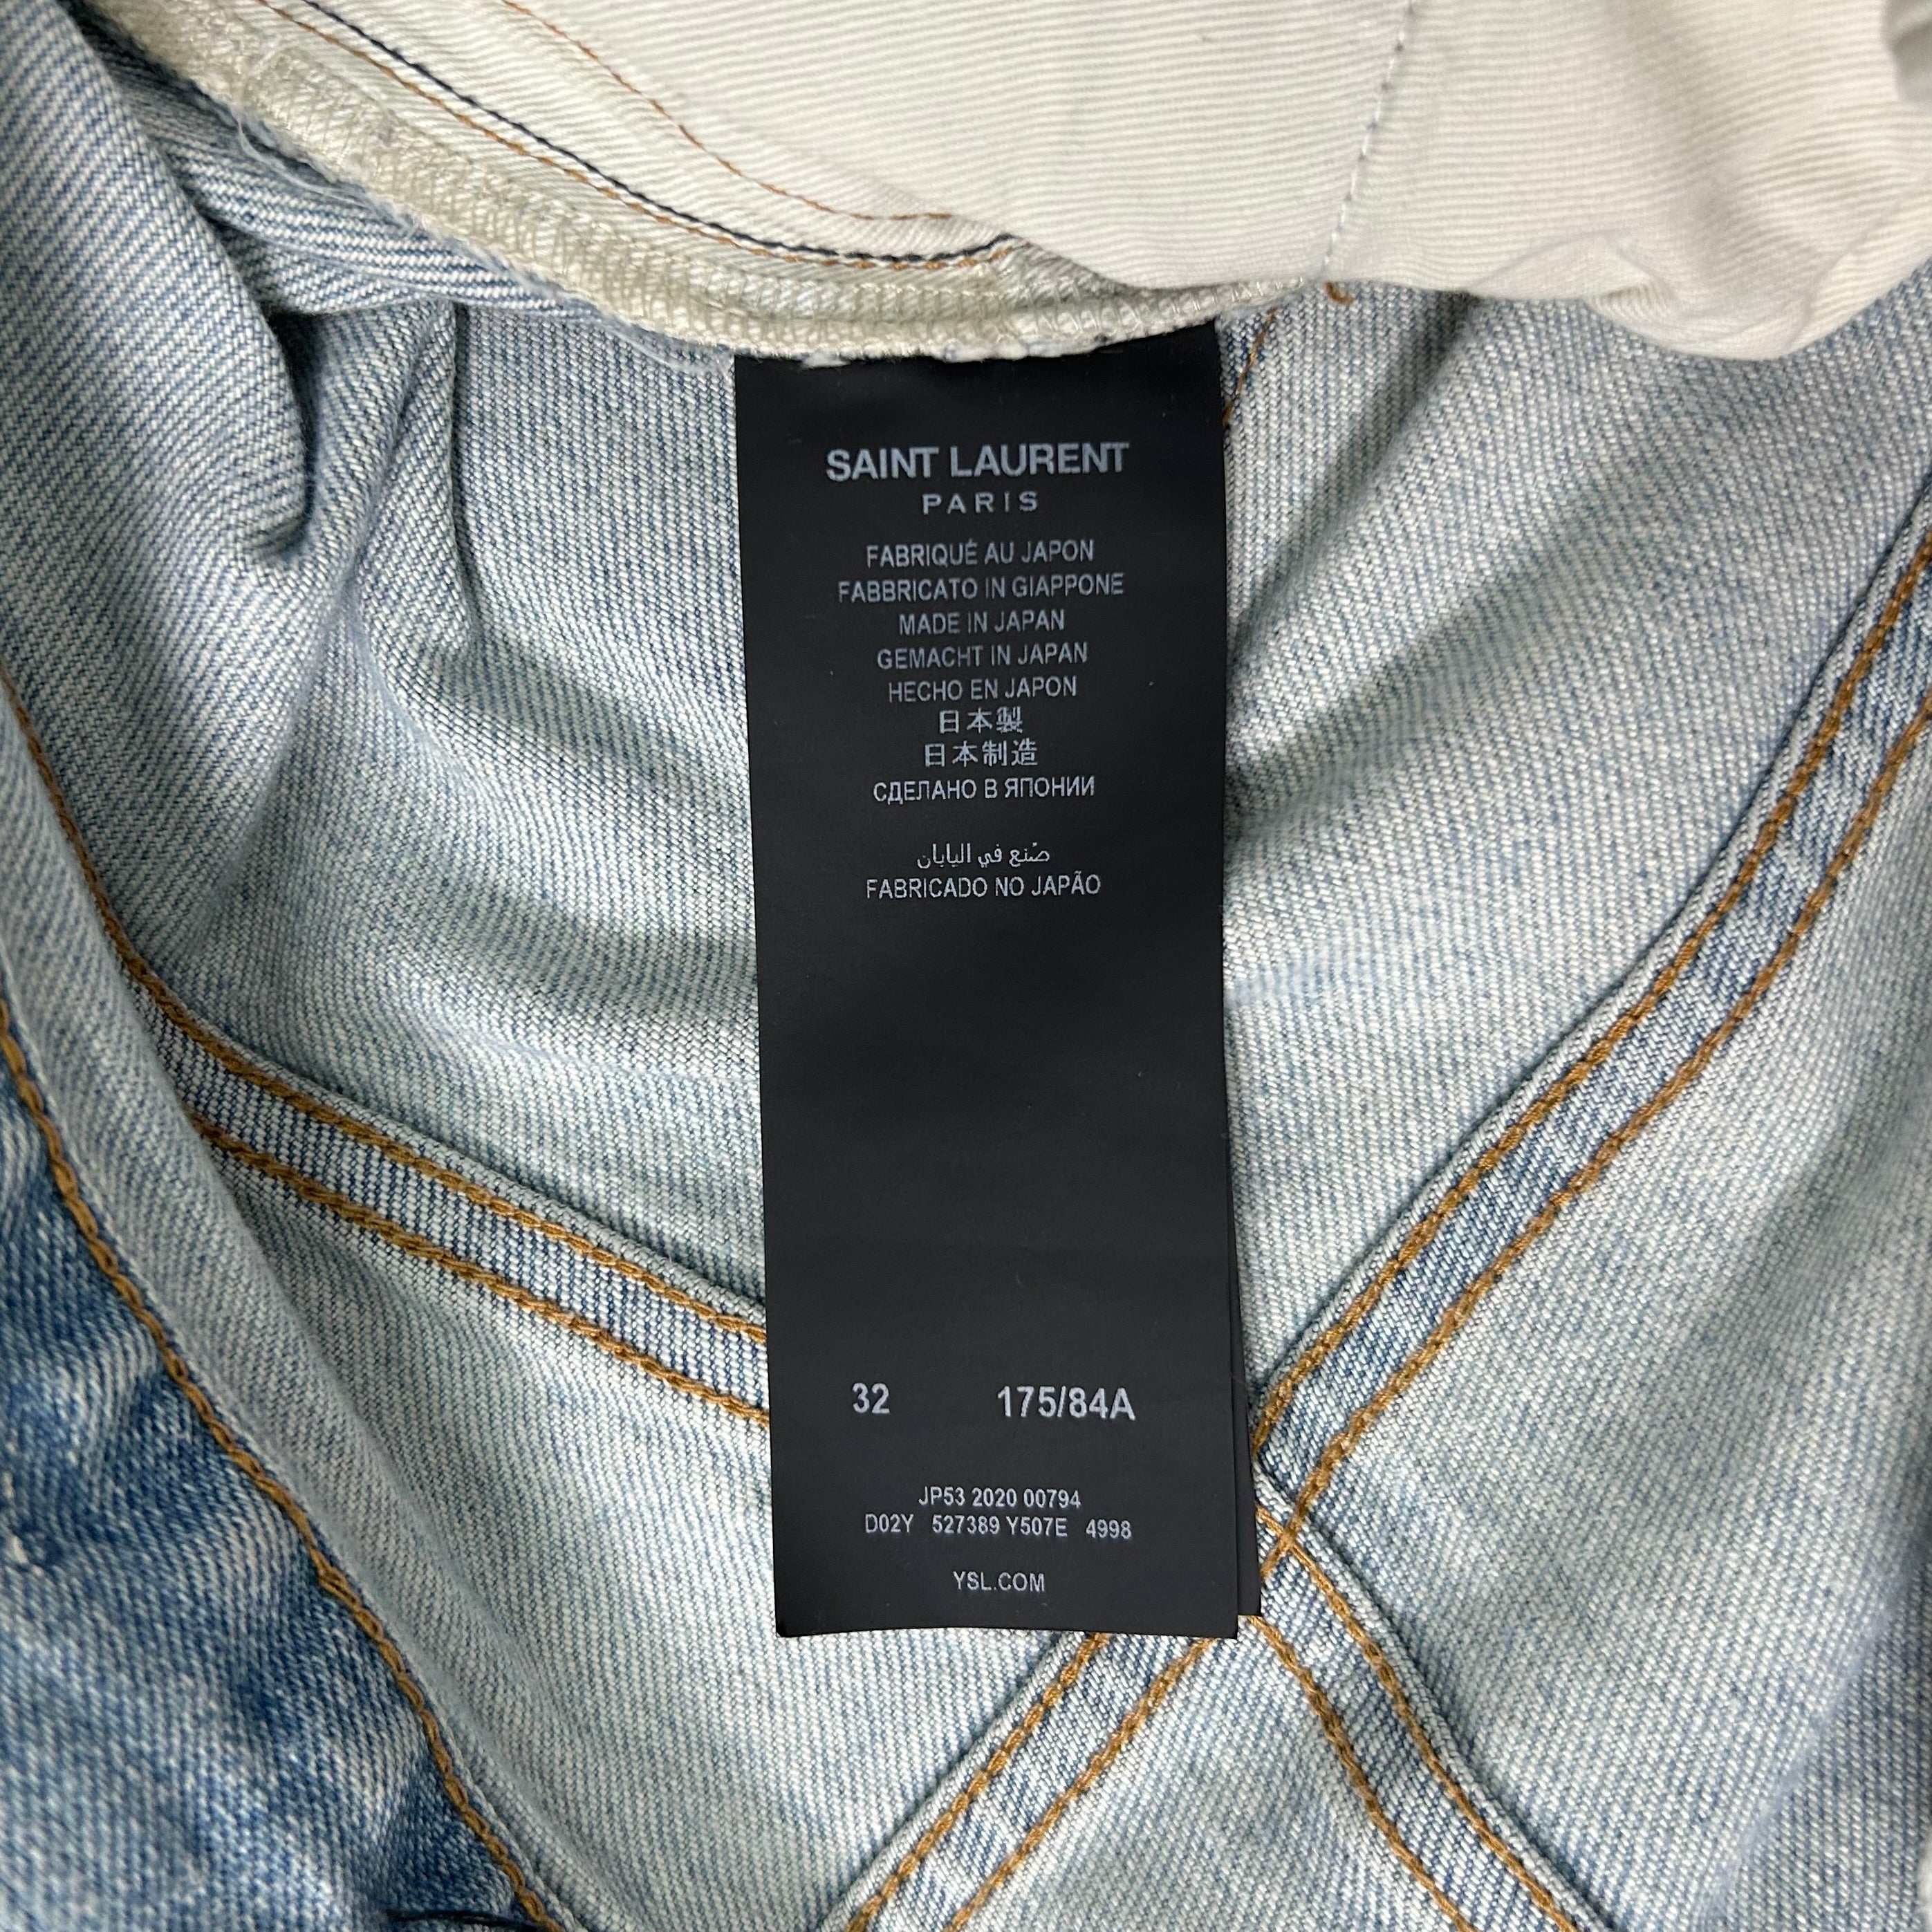 SAINT LAURENT
PARIS
FABRIQUÉ AU JAPON
FABBRICATO IN GIAPPONE
MADE IN JAPAN
GEMACHT IN JAPAN
HECHO EN JAPON
日本製
日本制造
СДЕЛАНО В ЯПОНИИ
صنع في اليابان
FABRICADO NO JAPÃO
32 175/84A
JP53 2020 00794
D02Y 527389 Y507E 4998
YSL.COM